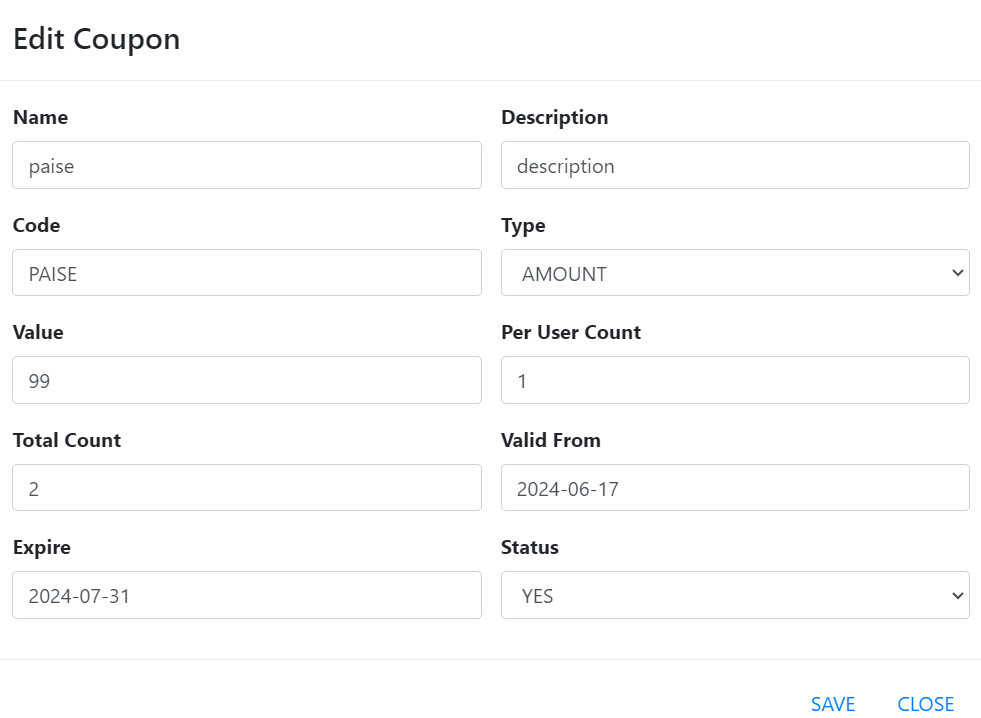 Edit Coupon
Name Description
paise description
Code Type
PAISE AMOUNT
Value Per User Count
99 1
Total Count Valid From
2 2024-06-17
Expire Status
2024-07-31 YES
SAVE CLOSE